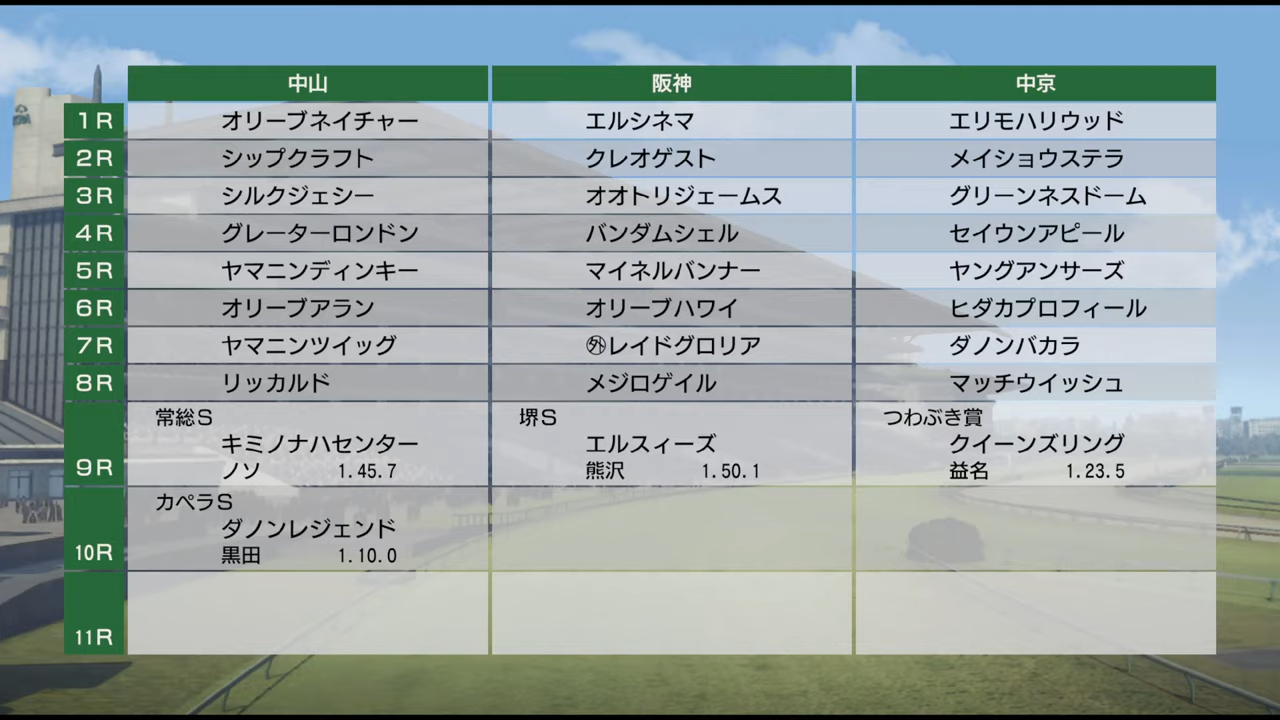 中山 阪神 中京
1R オリーブネイチャー エルシネマ エリモハリウッド
2R シップクラフト クレオゲスト メイショウステラ
3R シルクジェシー オオトリジェームス グリーンネスドーム
4R グレーターロンドン バンダムシェル セイウンアピール
5R ヤマニンディンキー マイネルバンナー ヤングアンサーズ
6R オリーブアラン オリーブハワイ ヒダカプロフィール
7R ヤマニンツイッグ ㊕レイドグロリア ダノンバカラ
8R リッカルド メジロゲイル マッチウイッシュ
常総S 堺S つわぶき賞
キミノナハセンター エルスィーズ クイーンズリング
9R ノソ 1.45.7 熊沢 1.50.1 益名 1.23.5
カペラS
ダノンレジェンド
10R 黒田 1.10.0
11R